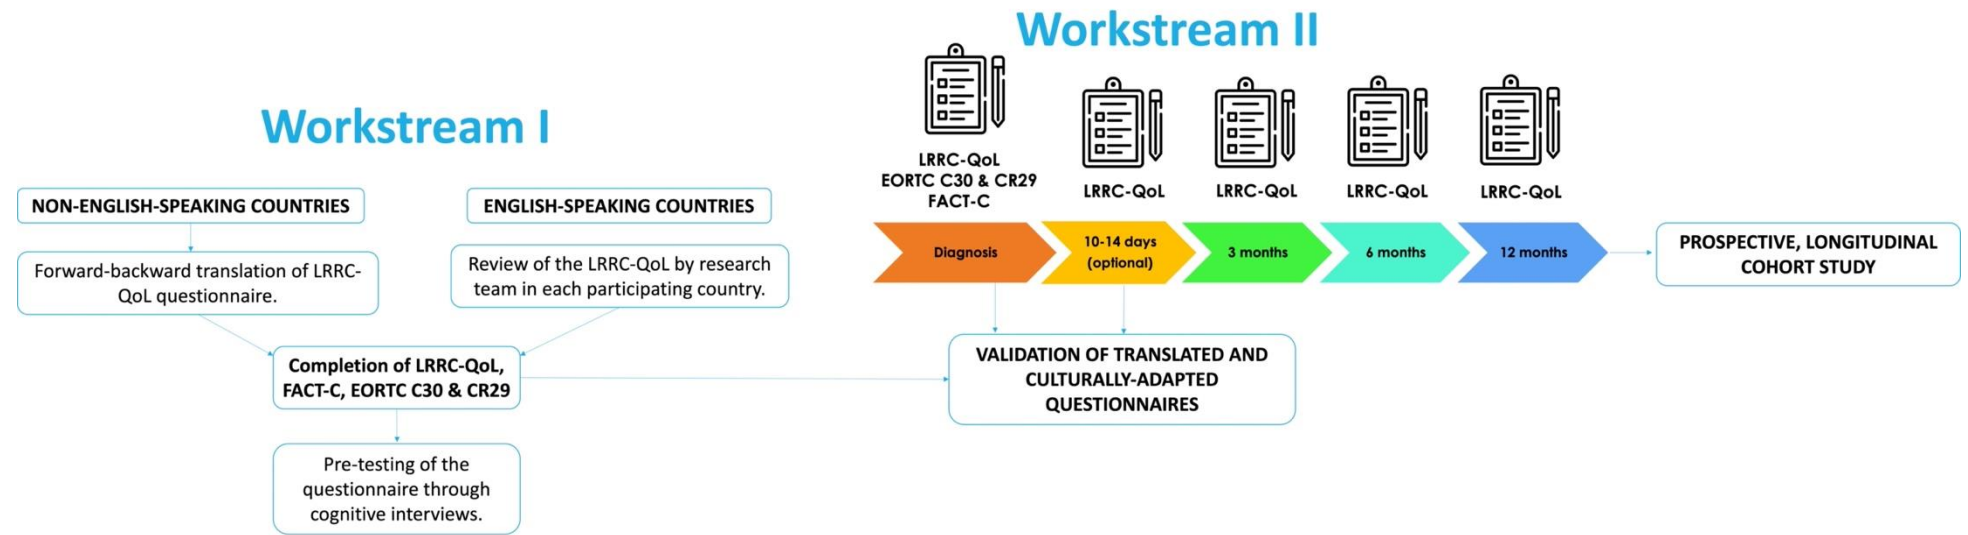 Workstream I
NON-ENGLISH-SPEAKING COUNTRIES
ENGLISH-SPEAKING COUNTRIES
Forward-backward translation of LRRC-
QoL questionnaire.
Review of the LRRC-QoL by research
team in each participating country.
Completion of LRRC-QoL,
FACT-C, EORTC C30 & CR29
Pre-testing of the
questionnaire through
cognitive interviews.
Workstream II
LRRC-QoL
EORTC C30 & CR29
FACT-C
LRRC-QoL
LRRC-QoL
LRRC-QoL
LRRC-QoL
Diagnosis
10-14 days
(optional)
3 months
6 months
12 months
PROSPECTIVE, LONGITUDINAL
COHORT STUDY
VALIDATION OF TRANSLATED AND
CULTURALLY-ADAPTED
QUESTIONNAIRES